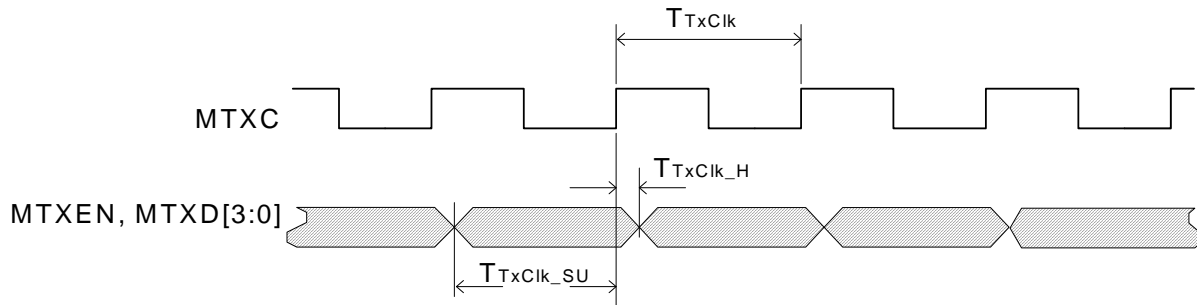 TTxClk
MTXC
TTxClk_H
MTXEN, MTXD[3:0]
TTxClk_SU